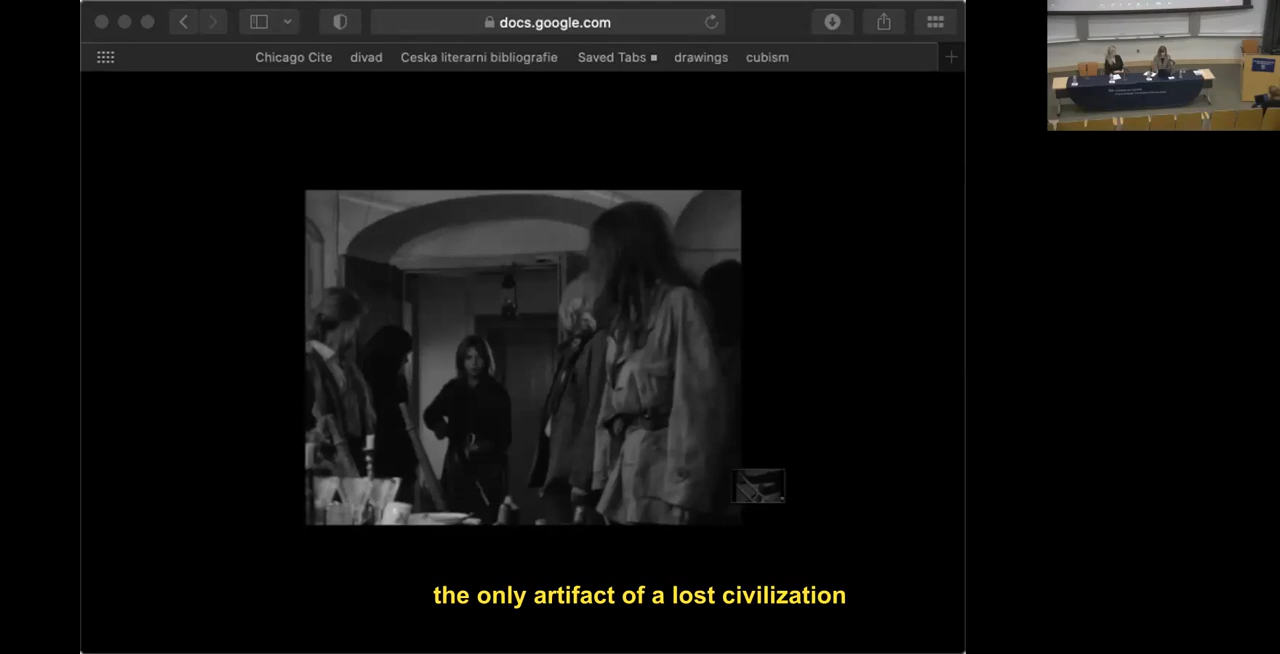 docs.google.com
Chicago Cite divad Ceska literarni bibliografie Saved Tabs drawings cubism
the only artifact of a lost civilization